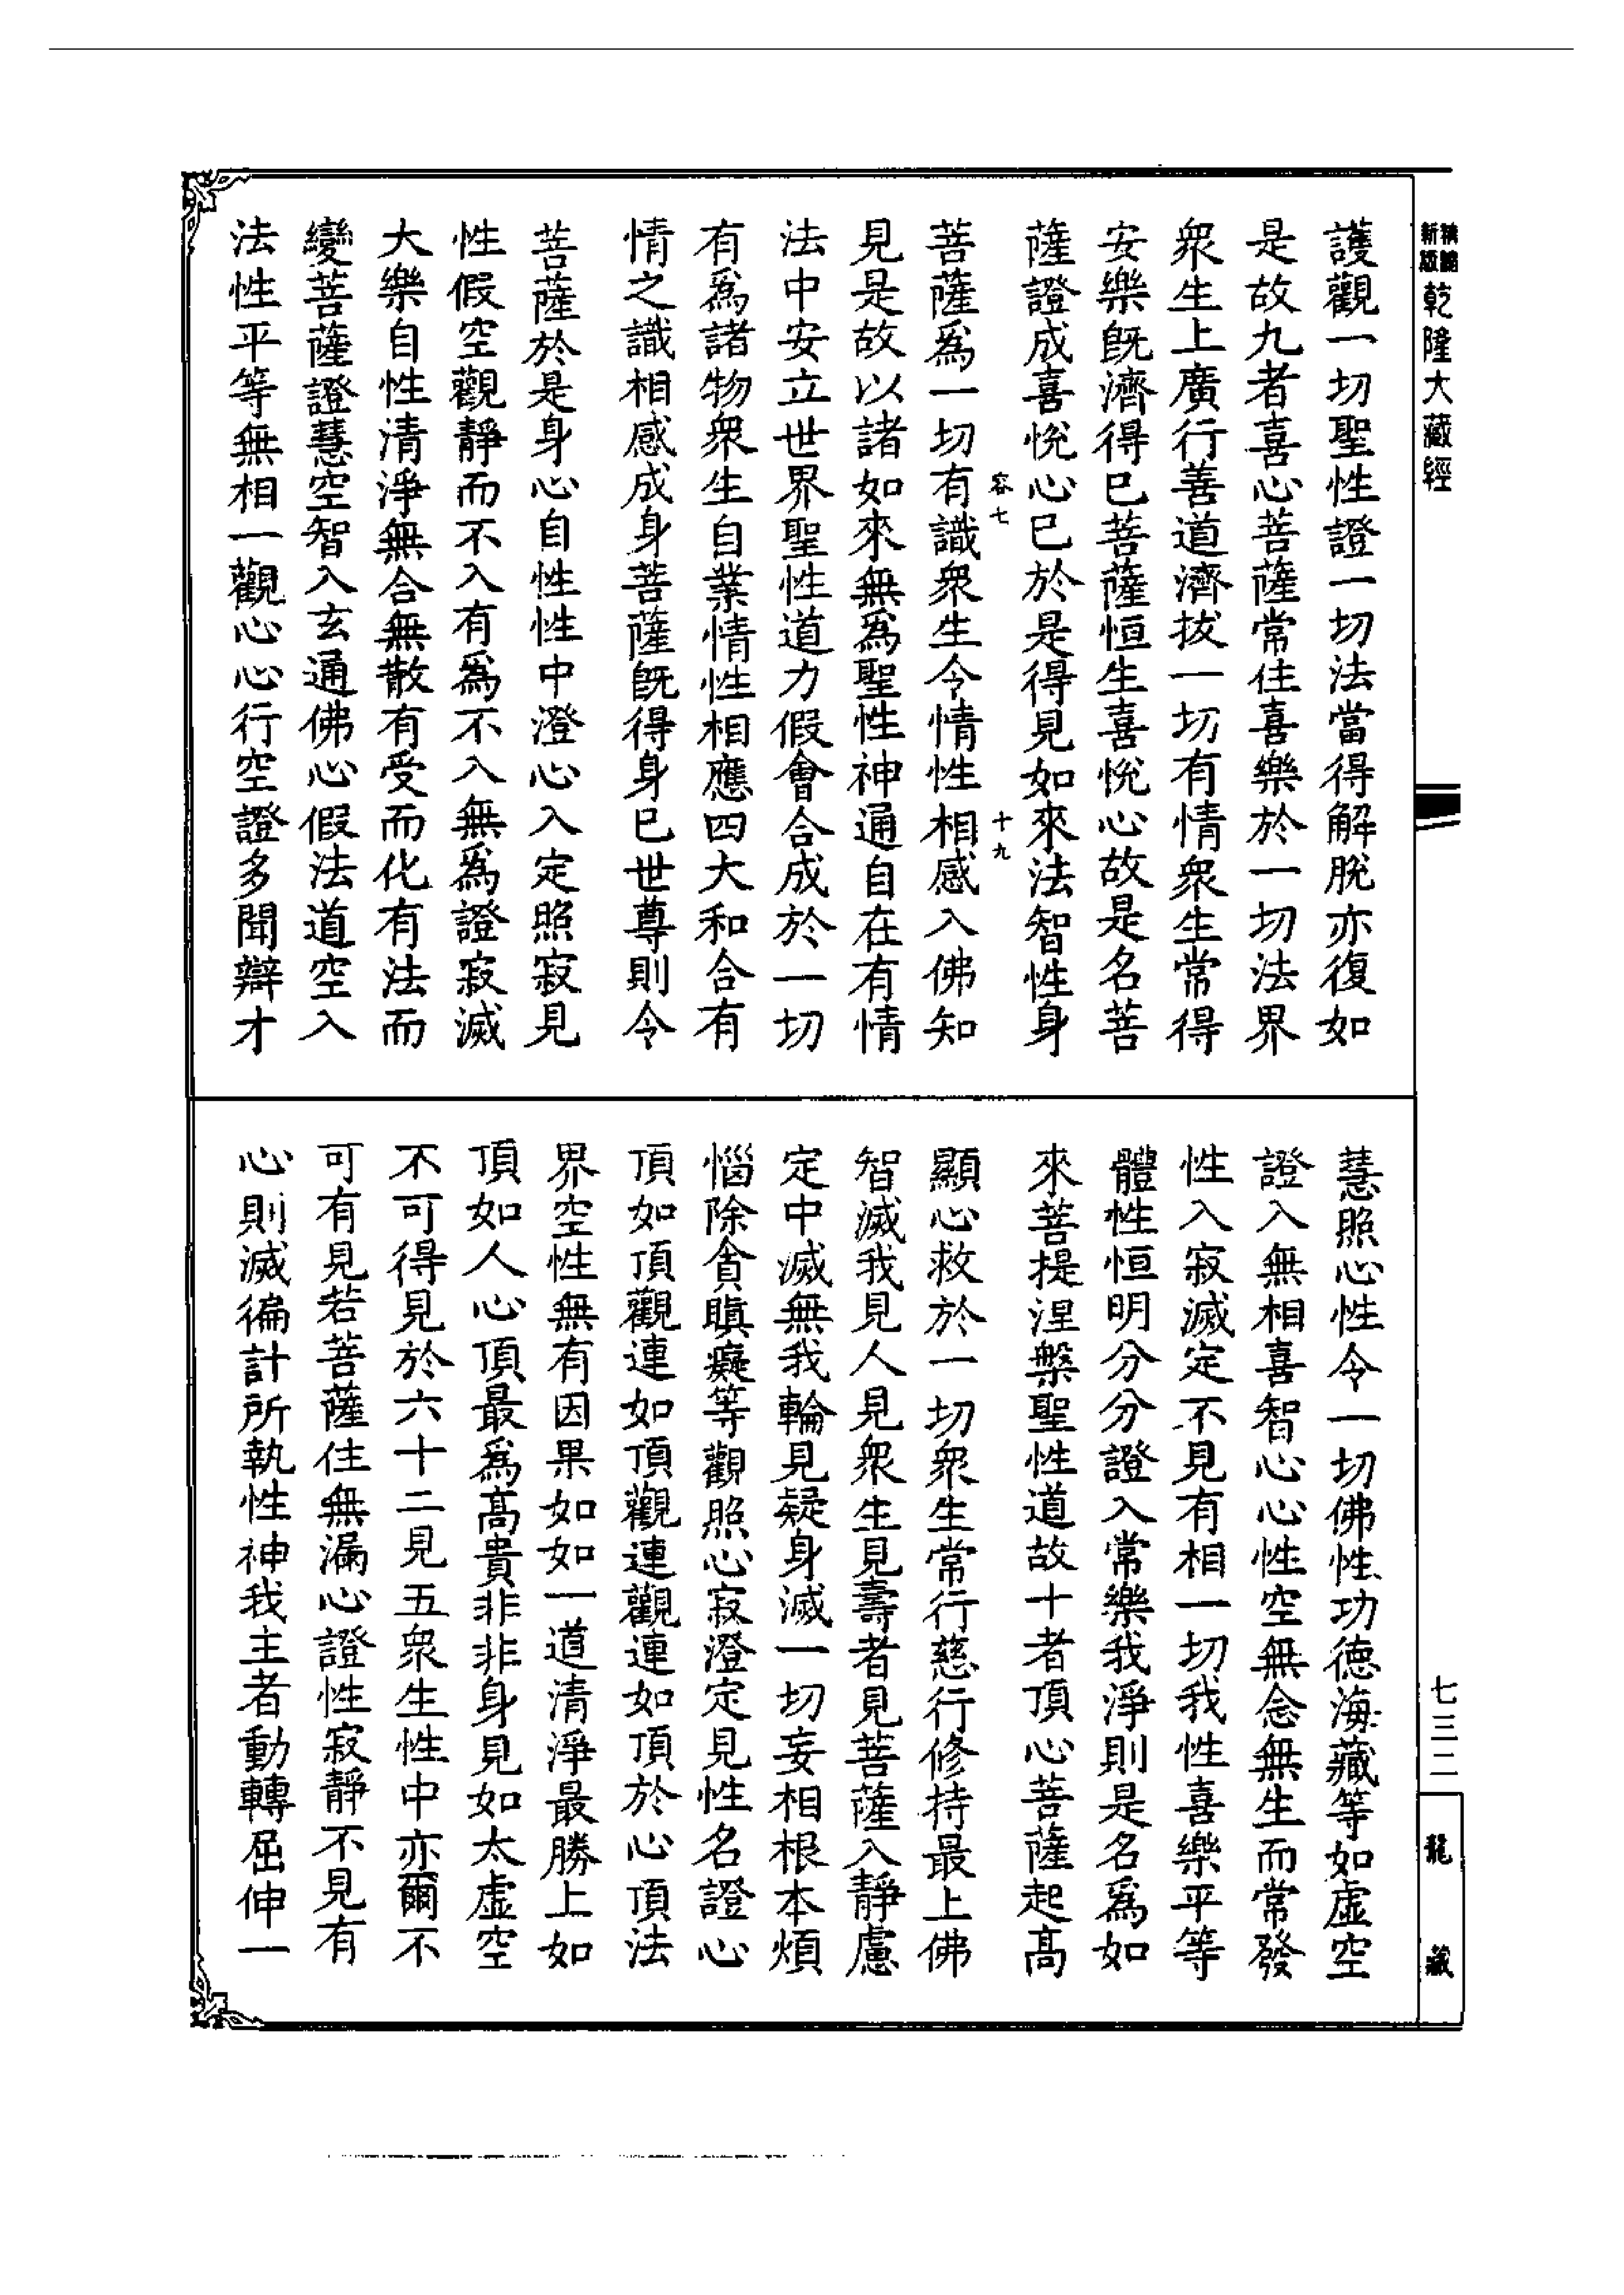 新編縮版
乾隆大藏經
護觀一切聖性證一切法當得解脫亦復如
是故九者喜心菩薩常住喜樂於一切法界
衆生上廣行善道濟拔一切有情衆生常得
安樂旣濟得已菩薩恒生喜悅心故是名菩
薩證成喜悅心已於是得見如來法智性身
容七 十九
菩薩爲一切有識衆生令情性相感入佛知
見是故以諸如來無爲聖性神通自在有情
法中安立世界聖性道力假會合成於一切
有爲諸物衆生自業情性相應四大和合有
情之識相感成身菩薩旣得身已世尊則令
菩薩於是身心自性性中澄心入定照寂見
性假空觀靜而不入有爲不入無爲證寂滅
大樂自性清淨無合無散有受而化有法而
變菩薩證慧空智入玄通佛心假法道空入
法性平等無相一觀心心行空證多聞辯才
慧照心性令一切佛性功德海藏等如虛空
證入無相喜智心心性空無念無生而常發
性入寂滅定不見有相一切我性喜樂平等
體性恒明分分證入常樂我淨則是名爲如
來菩提涅槃聖性道故十者頂心菩薩起高
顯心救於一切衆生常行慈行修持最上佛
智滅我見人見衆生見壽者見菩薩入靜慮
定中滅無我輪見疑身滅一切妄相根本煩
惱除貪瞋癡等觀照心寂澄定見性名證心
頂如頂觀連如頂觀連觀連如頂於心頂法
界空性無有因果如如一道清淨最勝上如
頂如人心頂最爲高貴非非身見如太虛空
不可得見於六十二見五衆生性中亦爾不
可有見若菩薩住無漏心證性寂靜不見有
心則滅徧計所執性神我主者動轉屈伸一
七三二
龍藏